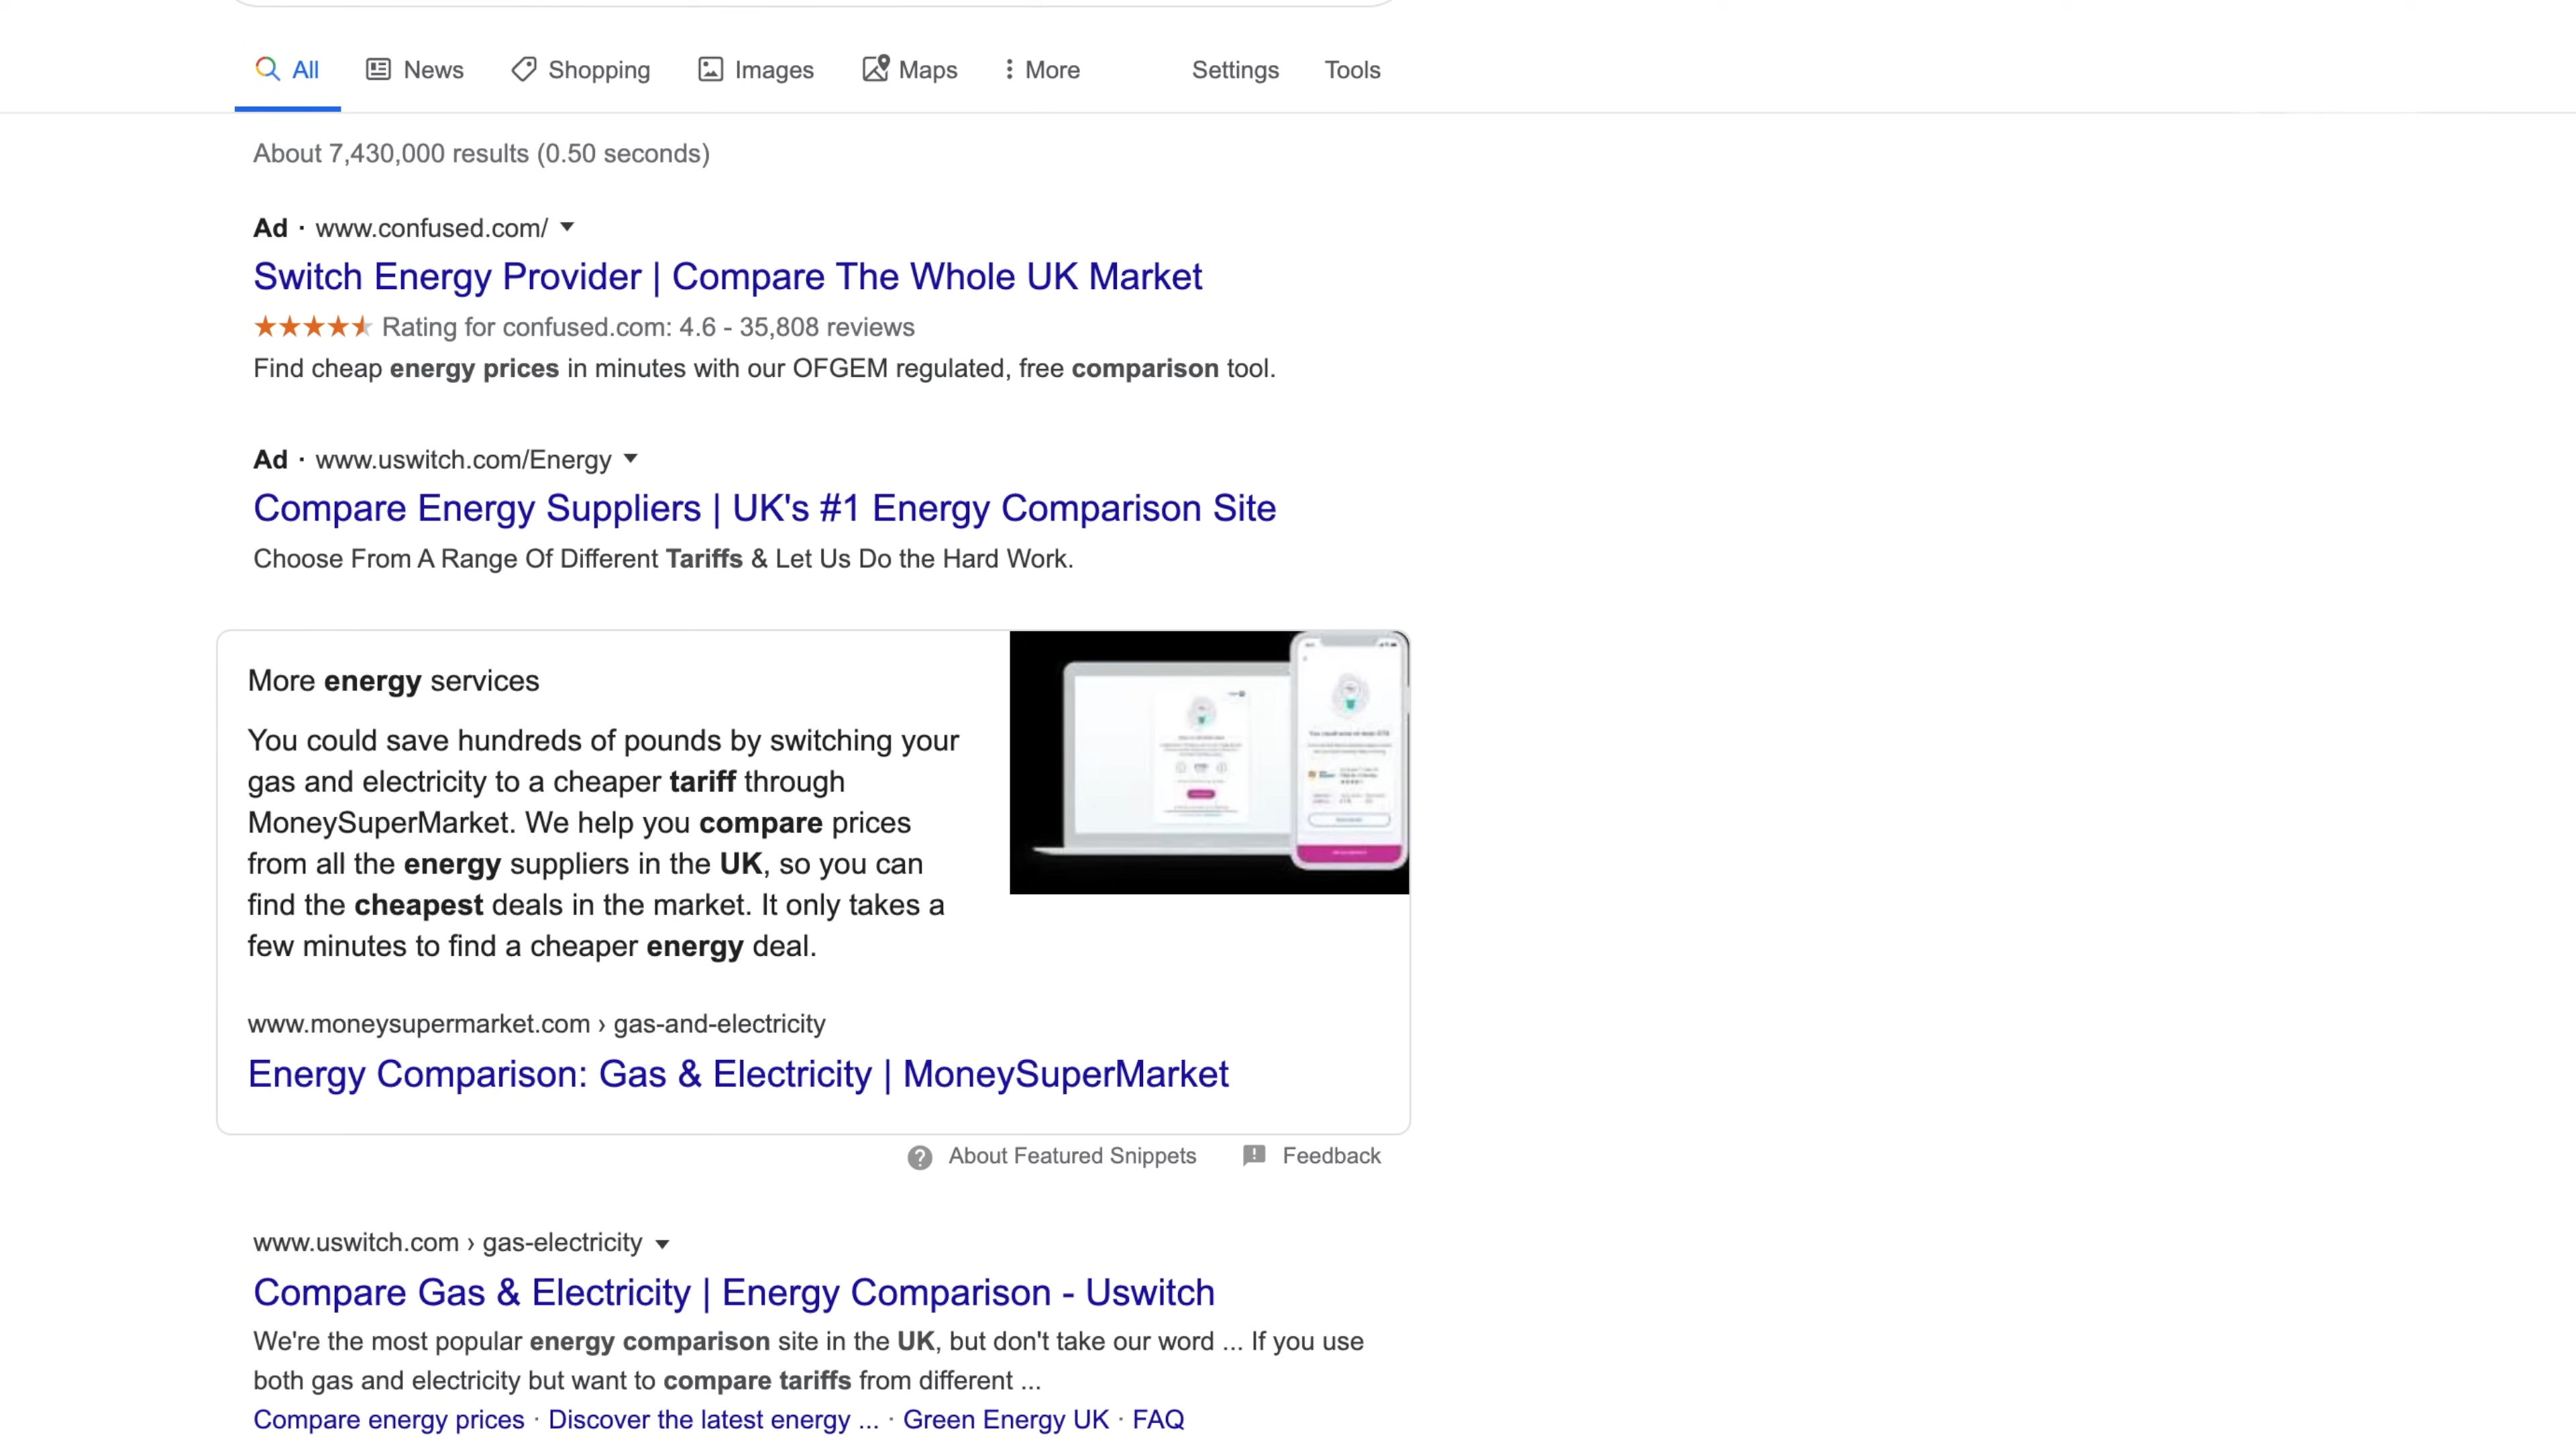 All News Shopping Images Maps More Settings Tools
About 7,430,000 results (0.50 seconds)
Ad · www.confused.com/
Switch Energy Provider | Compare The Whole UK Market
Rating for confused.com: 4.6 - 35,808 reviews
Find cheap energy prices in minutes with our OFGEM regulated, free comparison tool.
Ad · www.uswitch.com/Energy
Compare Energy Suppliers | UK's #1 Energy Comparison Site
Choose From A Range Of Different Tariffs & Let Us Do the Hard Work.
More energy services
You could save hundreds of pounds by switching your
gas and electricity to a cheaper tariff through
MoneySuperMarket. We help you compare prices
from all the energy suppliers in the UK, so you can
find the cheapest deals in the market. It only takes a
few minutes to find a cheaper energy deal.
www.moneysupermarket.com › gas-and-electricity
Energy Comparison: Gas & Electricity | MoneySuperMarket
About Featured Snippets Feedback
www.uswitch.com › gas-electricity
Compare Gas & Electricity | Energy Comparison - Uswitch
We're the most popular energy comparison site in the UK, but don't take our word ... If you use
both gas and electricity but want to compare tariffs from different ...
Compare energy prices · Discover the latest energy ... · Green Energy UK · FAQ